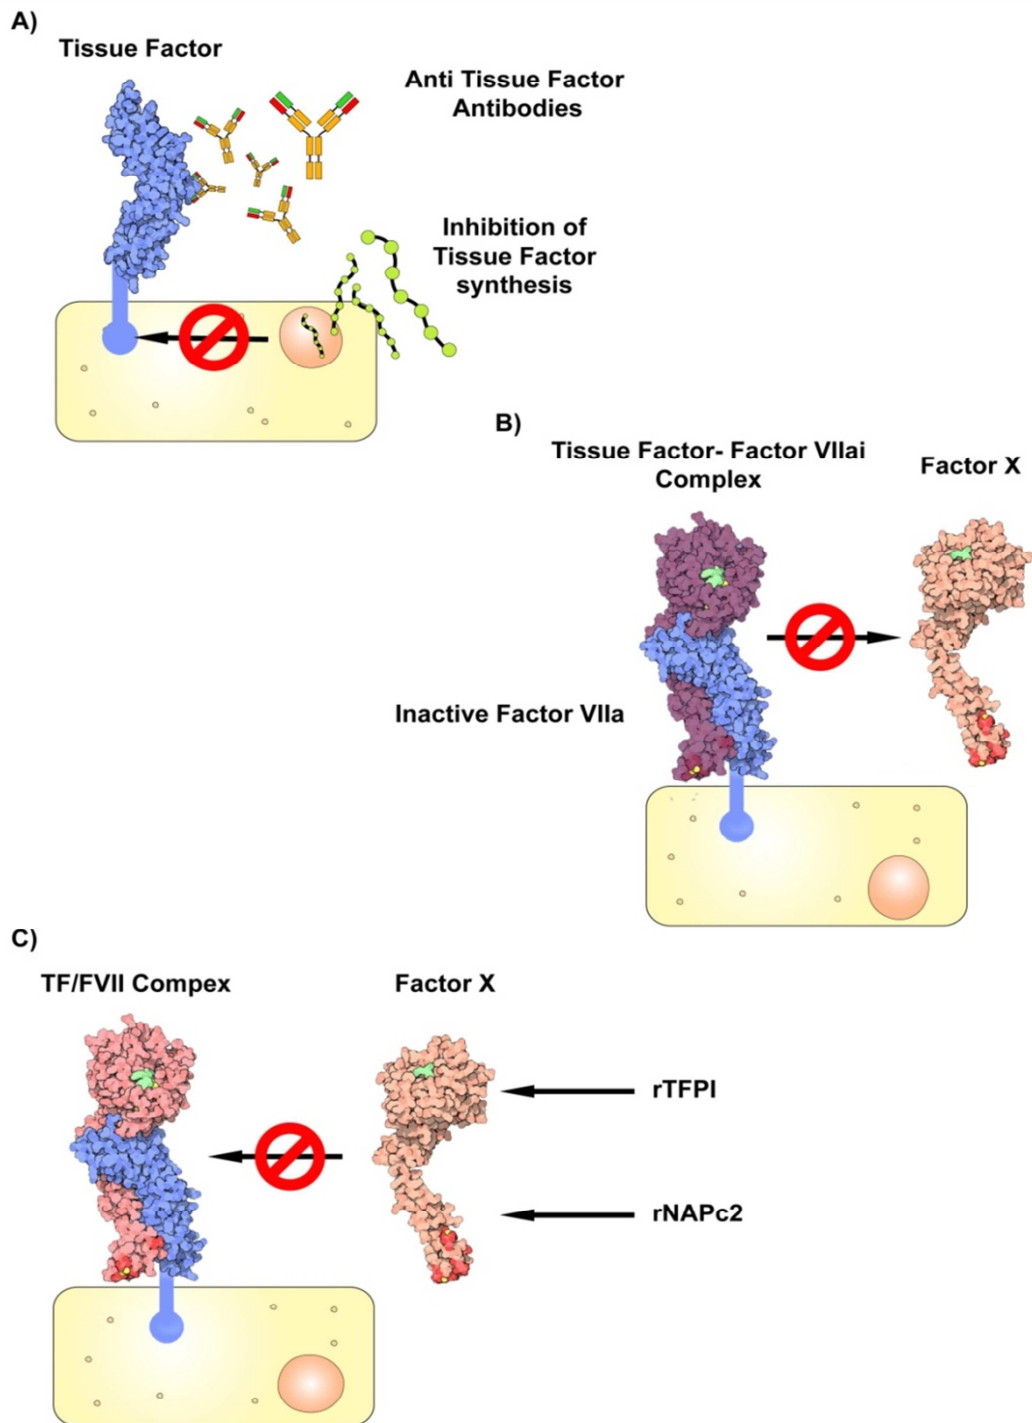 A)
Tissue Factor
Anti Tissue Factor
Antibodies
Inhibition of
Tissue Factor
synthesis
B)
Tissue Factor- Factor VIIai
Complex
Factor X
Inactive Factor VIIa
C)
TF/FVII Compex
Factor X
rTFPI
rNAPc2